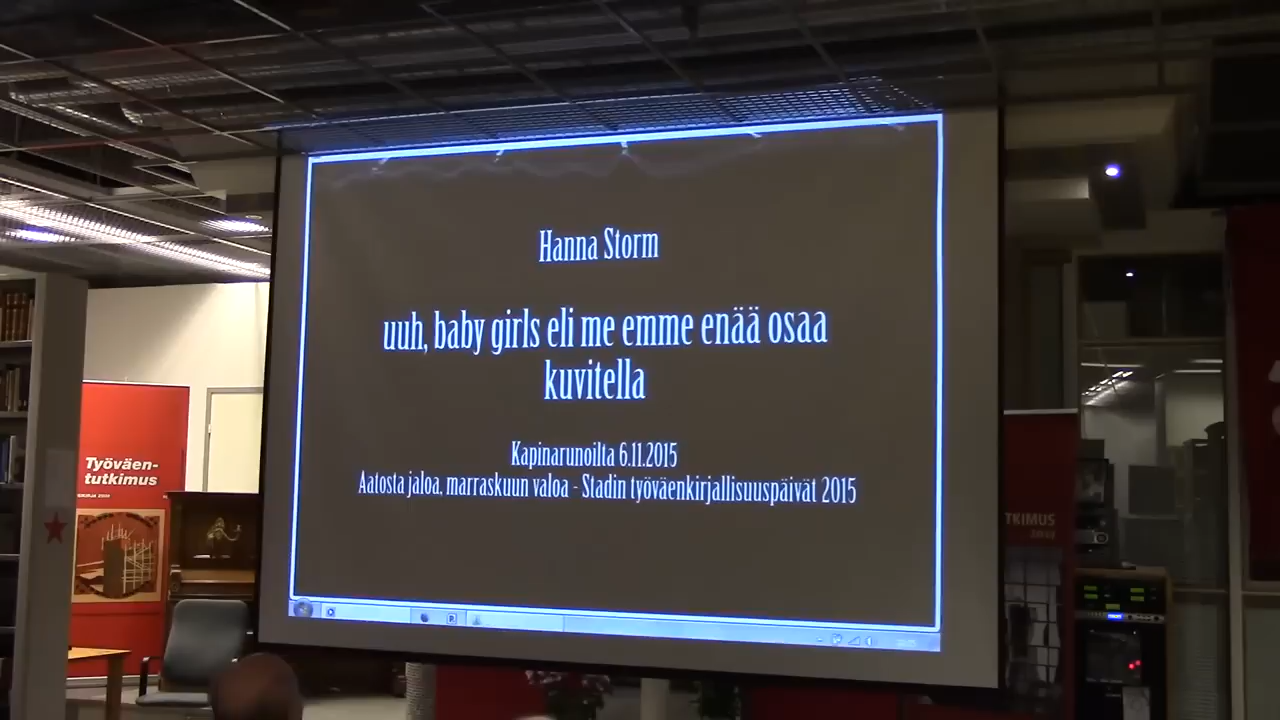 Hanna Storm
uuh, baby girls eli me emme enää osaa
kuvitella
Kapinarunoilta 6.11.2015
Aatosta jaloa, marraskuun valoa - Stadin työväenkirjallisuuspäivät 2015
Työväen-
tutkimus
TKIMUS